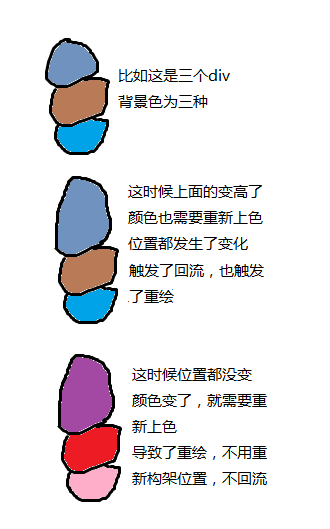 比如这是三个div
背景色为三种
这时候上面的变高了
颜色也需要重新上色
位置都发生了变化
触发了回流，也触发
了重绘
这时候位置都没变
颜色变了，就需要重
新上色
导致了重绘，不用重
新构架位置，不回流